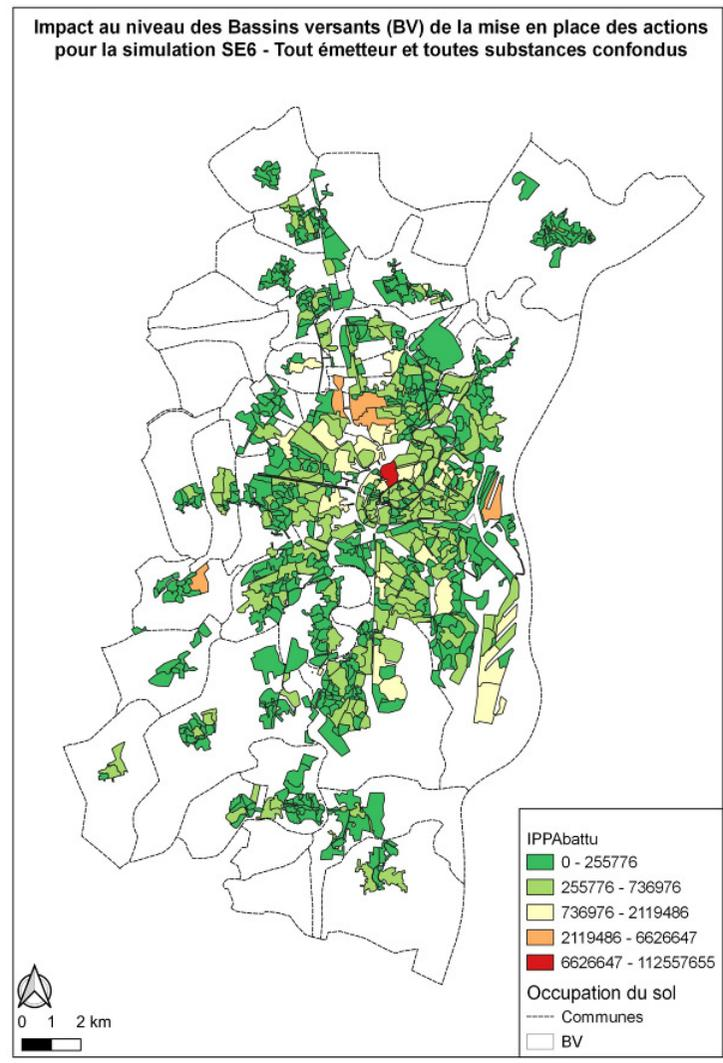 Impact au niveau des Bassins versants (BV) de la mise en place des actions
pour la simulation SE6 - Tout émetteur et toutes substances confondus
IPPAbattu
0 - 255776
255776 - 736976
736976 - 2119486
2119486 - 6626647
6626647 - 112557655
Occupation du sol
Communes
BV
0 1 2 km